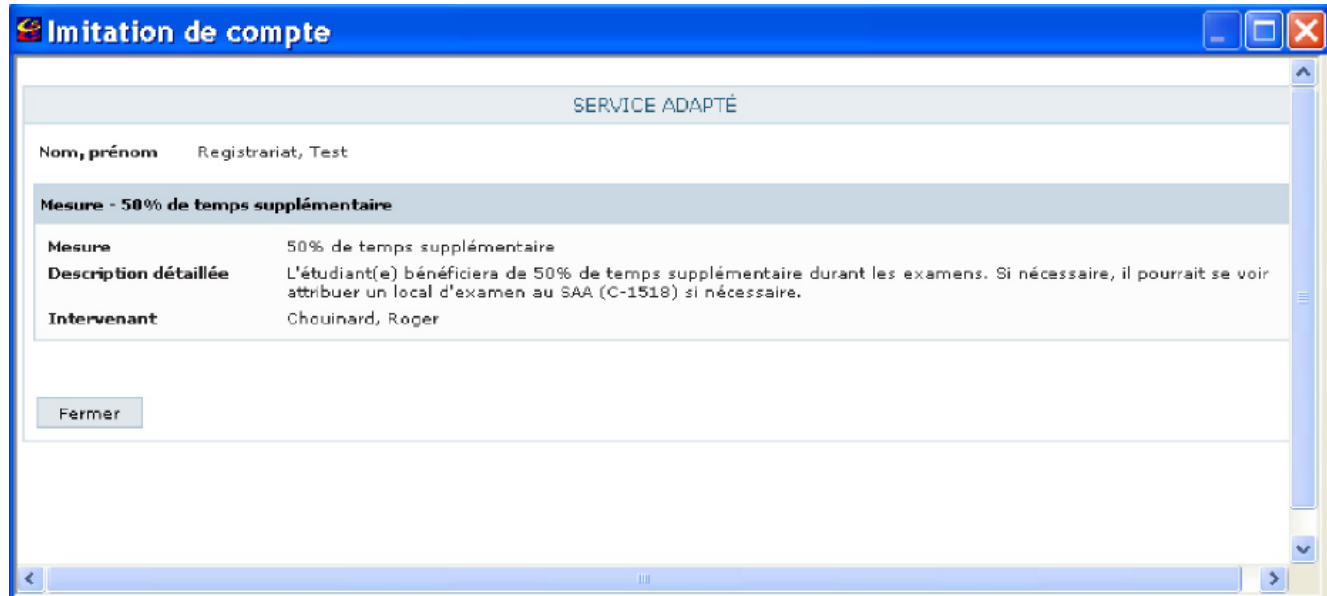 Imitation de compte
SERVICE ADAPTÉ
Nom, prénom Registrariat, Test
Mesure - 50% de temps supplémentaire
Mesure 50% de temps supplémentaire
Description détaillée L'étudiant(e) bénéficiera de 50% de temps supplémentaire durant les examens. Si nécessaire, il pourrait se voir
attribuer un local d'examen au SAA (C-1518) si nécessaire.
Intervenant Chouinard, Roger
Fermer